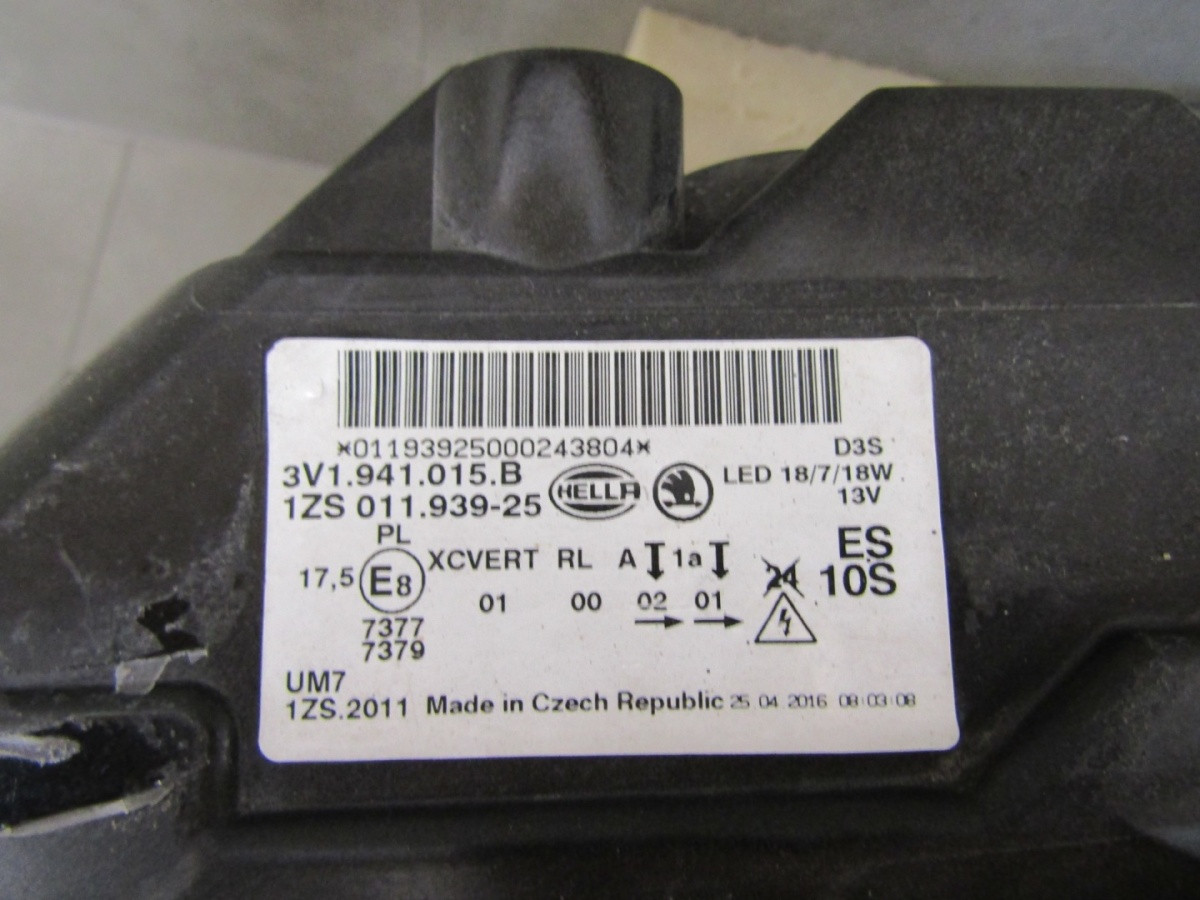 *01193925000243804*
D3S
3V1.941.015.B
LED 18/7/18W
1ZS 011.939-25
HELLA
13V
PL
17,5 E8 XCVERT RL A 1a
01 00 02 01
24
ES
10S
7377
7379
UM7
1ZS.2011 Made in Czech Republic 25 04 2016 08:03:08